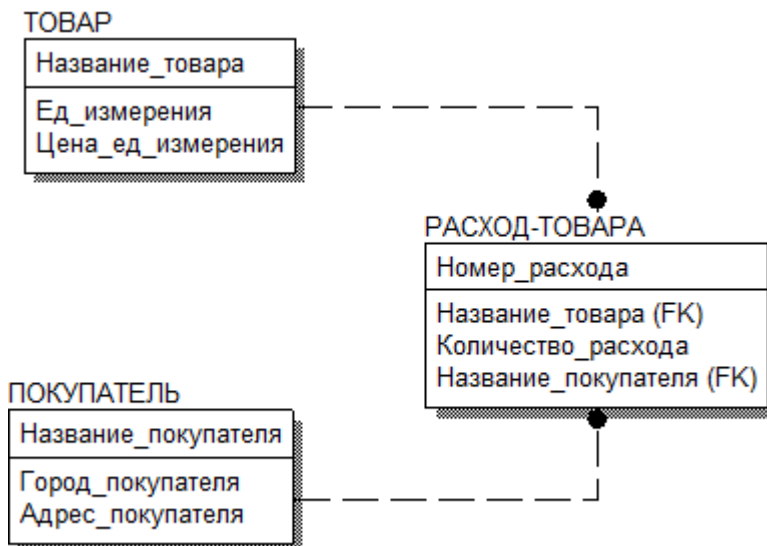 ТОВАР
Название_товара
Ед_измерения
Цена_ед_измерения
РАСХОД-ТОВАРА
Номер_расхода
Название_товара (FK)
Количество_расхода
Название_покупателя (FK)
ПОКУПАТЕЛЬ
Название_покупателя
Город_покупателя
Адрес_покупателя